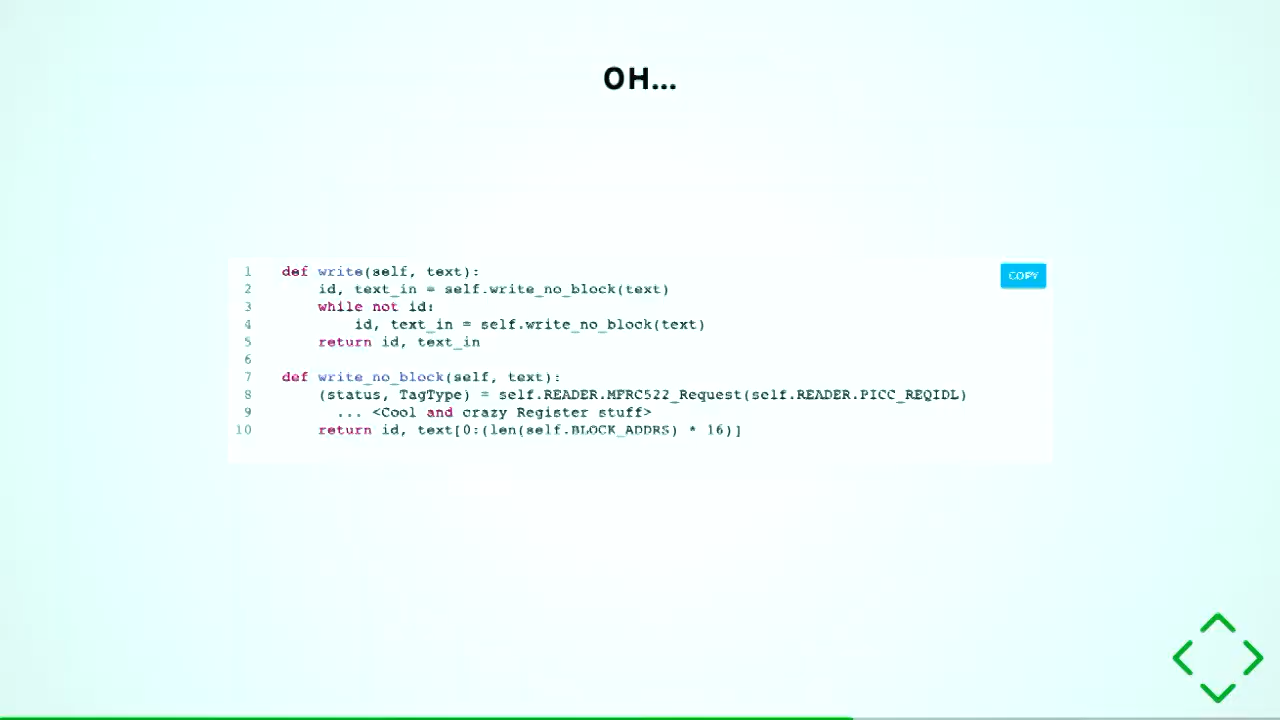 OH...
COPY
1 def write(self, text):
2 id, text_in = self.write_no_block(text)
3 while not id:
4 id, text_in = self.write_no_block(text)
5 return id, text_in
6
7 def write_no_block(self, text):
8 (status, TagType) = self.READER.MFRC522_Request(self.READER.PICC_REQIDL)
9 ... <Cool and crazy Register stuff>
10 return id, text[0:(len(self.BLOCK_ADDRS) * 16)]